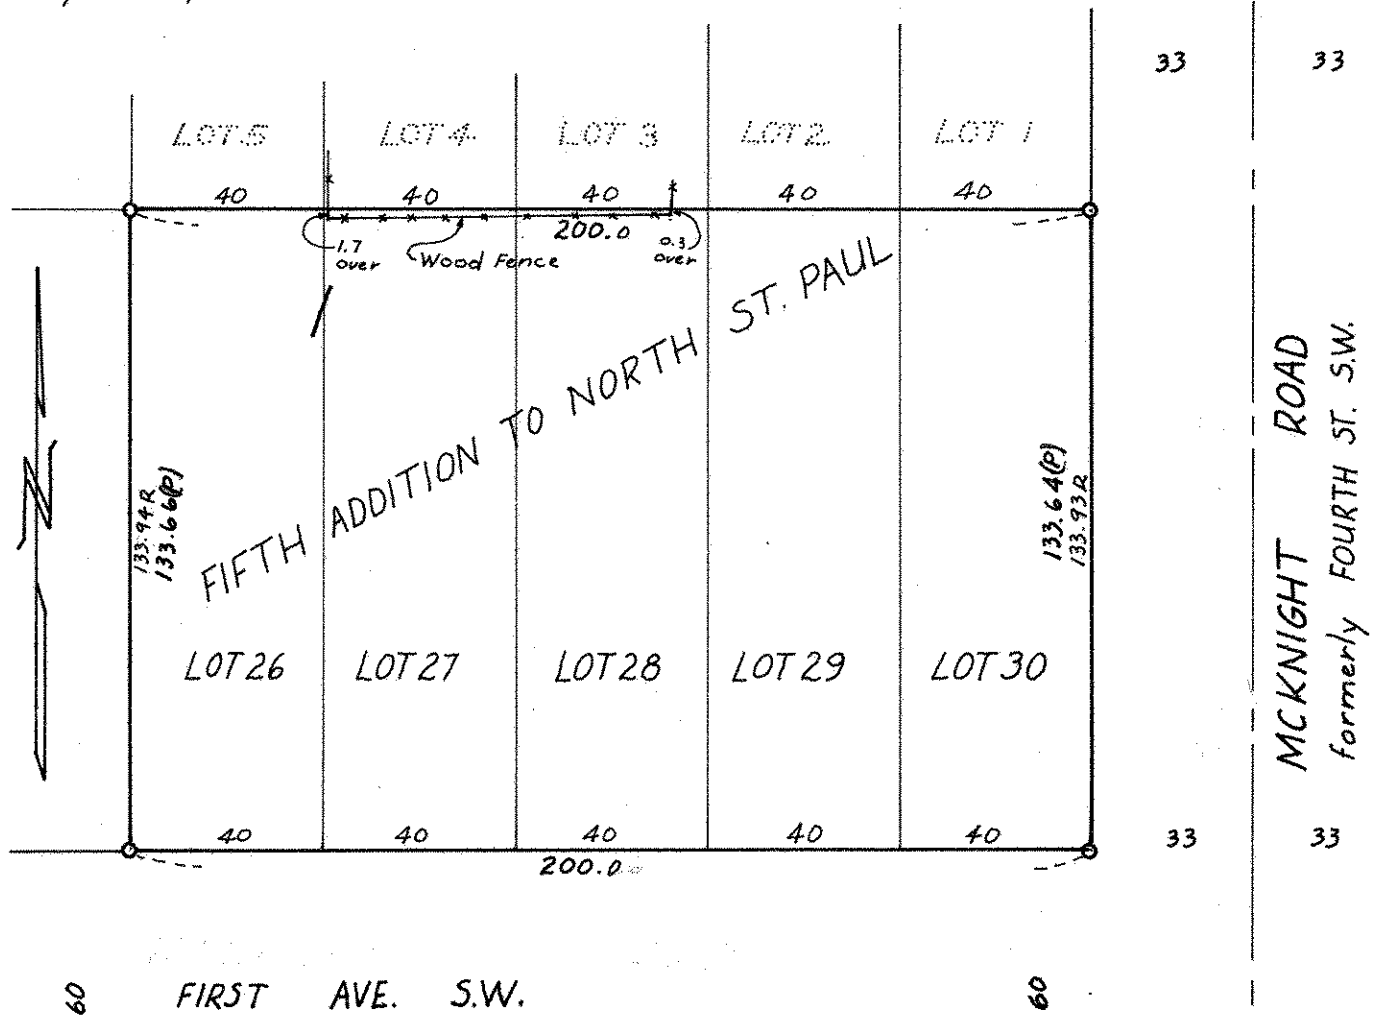 33 33
LOT 5 LOT 4 LOT 3 LOT 2 LOT 1
40 40 40 40 40
200.0
1.7 over
Wood Fence
0.3 over
FIFTH ADDITION TO NORTH ST. PAUL
N
133.94R
133.66(P)
133.64(P)
133.93R
MCKNIGHT ROAD
formerly FOURTH ST. S.W.
LOT 26 LOT 27 LOT 28 LOT 29 LOT 30
40 40 40 40 40
33 33
200.0
60 FIRST AVE. S.W. 60